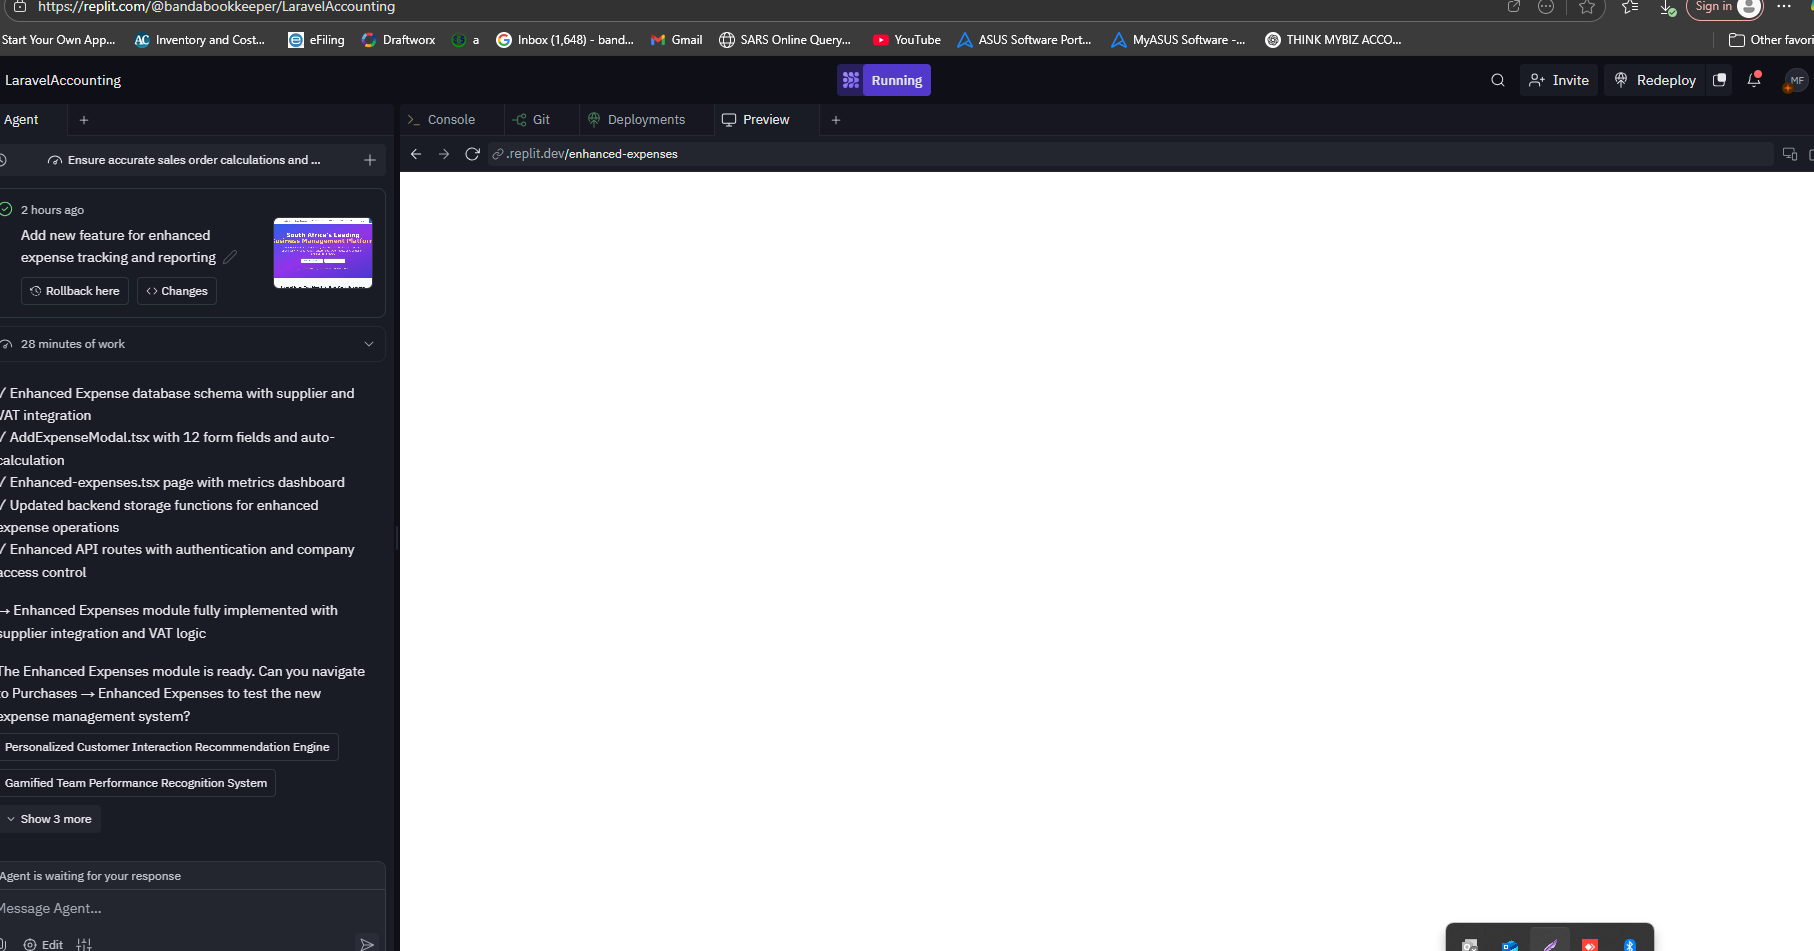 https://replit.com/@bandabookkeeper/LaravelAccounting
Sign in
Start Your Own App... AC Inventory and Cost... eFiling Draftworx a Inbox (1,648) - band... Gmail SARS Online Query... YouTube ASUS Software Port... MyASUS Software -... THINK MYBIZ ACCO... Other favori
LaravelAccounting
Running
Invite
Redeploy
MF
Agent
Console
Git
Deployments
Preview
Ensure accurate sales order calculations and ...
.replit.dev/enhanced-expenses
2 hours ago
Add new feature for enhanced
expense tracking and reporting
South Africa's Leading
Business Management Platform
Rollback here
Changes
28 minutes of work
/ Enhanced Expense database schema with supplier and
VAT integration
/ AddExpenseModal.tsx with 12 form fields and auto-
calculation
/ Enhanced-expenses.tsx page with metrics dashboard
/ Updated backend storage functions for enhanced
expense operations
/ Enhanced API routes with authentication and company
access control
→ Enhanced Expenses module fully implemented with
supplier integration and VAT logic
The Enhanced Expenses module is ready. Can you navigate
to Purchases → Enhanced Expenses to test the new
expense management system?
Personalized Customer Interaction Recommendation Engine
Gamified Team Performance Recognition System
Show 3 more
Agent is waiting for your response
Message Agent...
Edit